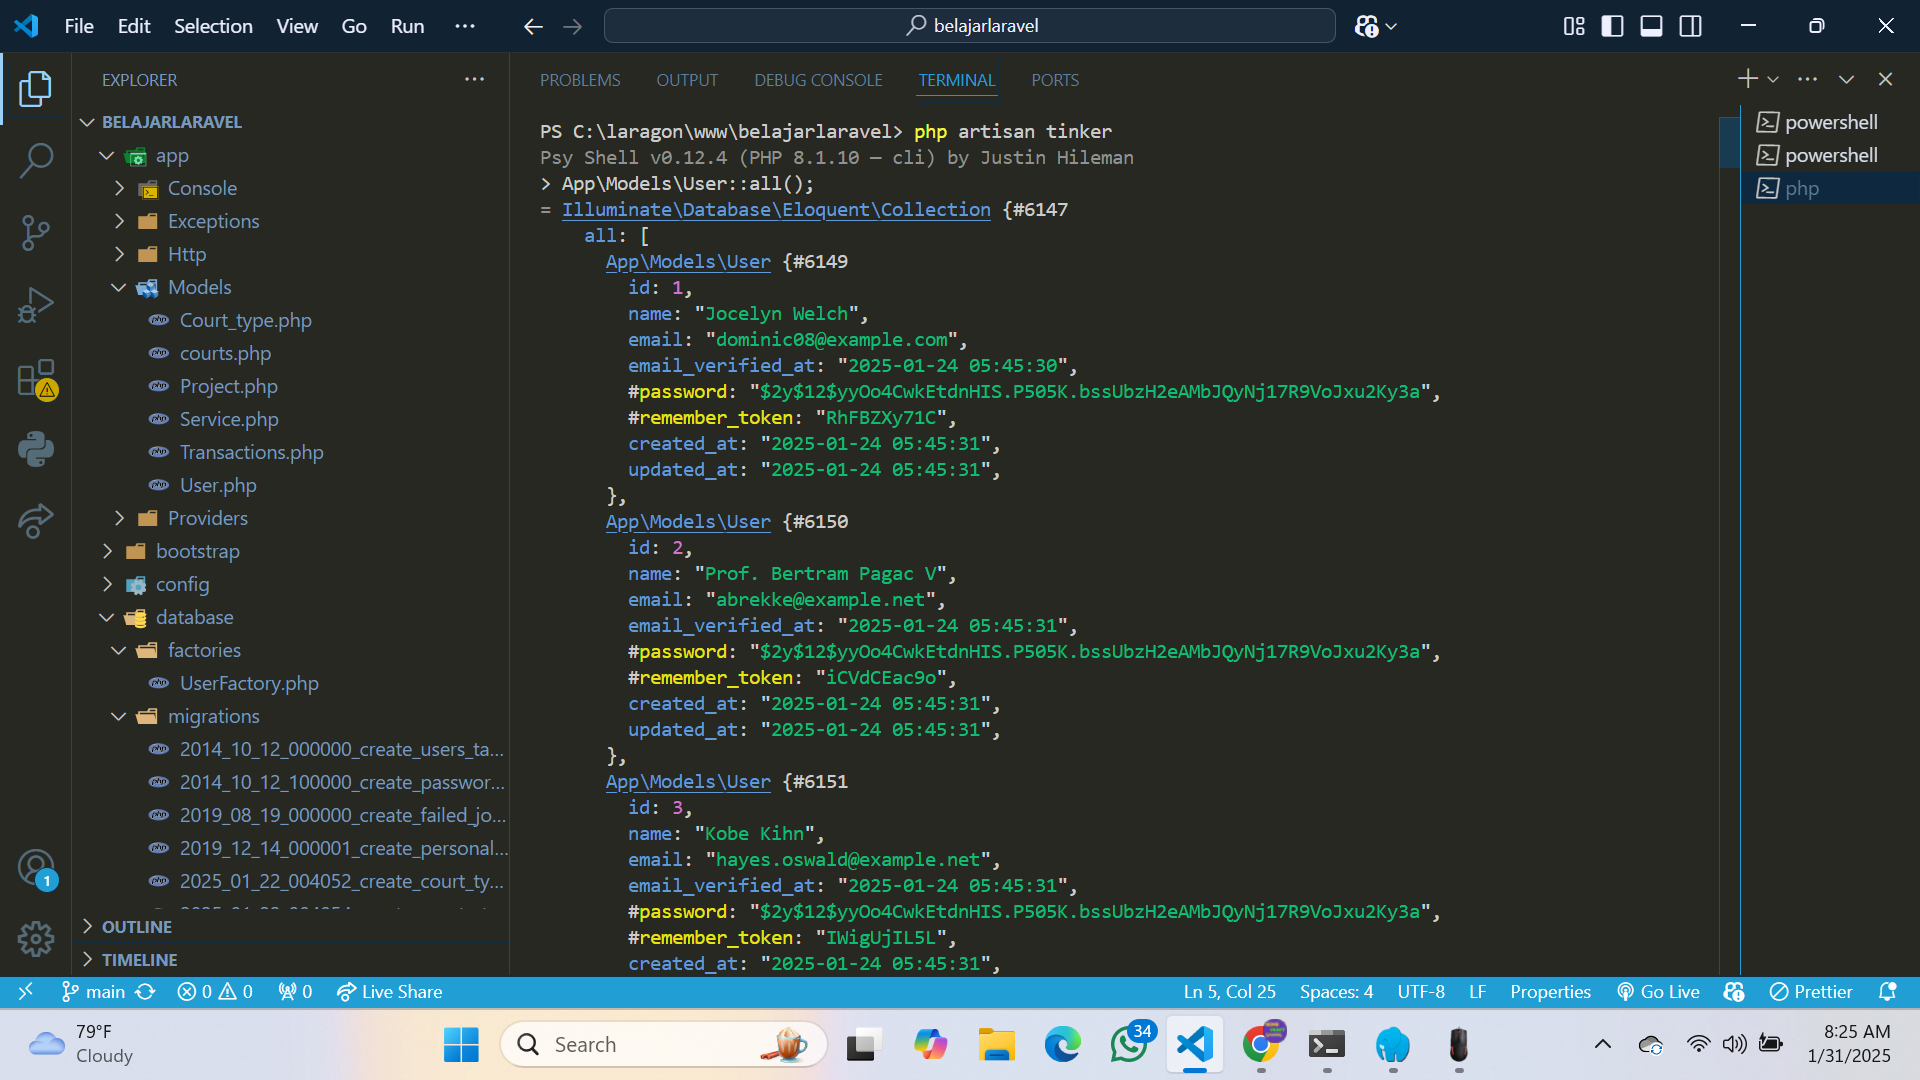 File Edit Selection View Go Run ...
belajarlaravel
EXPLORER
BELAJARLARAVEL
app
Console
Exceptions
Http
Models
Court_type.php
courts.php
Project.php
Service.php
Transactions.php
User.php
Providers
bootstrap
config
database
factories
UserFactory.php
migrations
2014_10_12_000000_create_users_ta...
2014_10_12_100000_create_passwor...
2019_08_19_000000_create_failed_jo...
2019_12_14_000001_create_personal...
2025_01_22_004052_create_court_ty...
OUTLINE
TIMELINE
PROBLEMS OUTPUT DEBUG CONSOLE TERMINAL PORTS
PS C:\laragon\www\belajarlaravel> php artisan tinker
Psy Shell v0.12.4 (PHP 8.1.10 — cli) by Justin Hileman
> App\Models\User::all();
= Illuminate\Database\Eloquent\Collection {#6147
all: [
App\Models\User {#6149
id: 1,
name: "Jocelyn Welch",
email: "dominic08@example.com",
email_verified_at: "2025-01-24 05:45:30",
#password: "$2y$12$yyOo4CwkEtdnHIS.P505K.bssUbzH2eAMbJQyNj17R9VoJxu2Ky3a",
#remember_token: "RhFBZXy71C",
created_at: "2025-01-24 05:45:31",
updated_at: "2025-01-24 05:45:31",
},
App\Models\User {#6150
id: 2,
name: "Prof. Bertram Pagac V",
email: "abrekke@example.net",
email_verified_at: "2025-01-24 05:45:31",
#password: "$2y$12$yyOo4CwkEtdnHIS.P505K.bssUbzH2eAMbJQyNj17R9VoJxu2Ky3a",
#remember_token: "iCVdCEac9o",
created_at: "2025-01-24 05:45:31",
updated_at: "2025-01-24 05:45:31",
},
App\Models\User {#6151
id: 3,
name: "Kobe Kihn",
email: "hayes.oswald@example.net",
email_verified_at: "2025-01-24 05:45:31",
#password: "$2y$12$yyOo4CwkEtdnHIS.P505K.bssUbzH2eAMbJQyNj17R9VoJxu2Ky3a",
#remember_token: "IWigUjIL5L",
created_at: "2025-01-24 05:45:31",
powershell
powershell
php
1
main 0 0 0 Live Share Ln 5, Col 25 Spaces: 4 UTF-8 LF Properties Go Live Prettier
79°F
Cloudy
Search
34
8:25 AM
1/31/2025